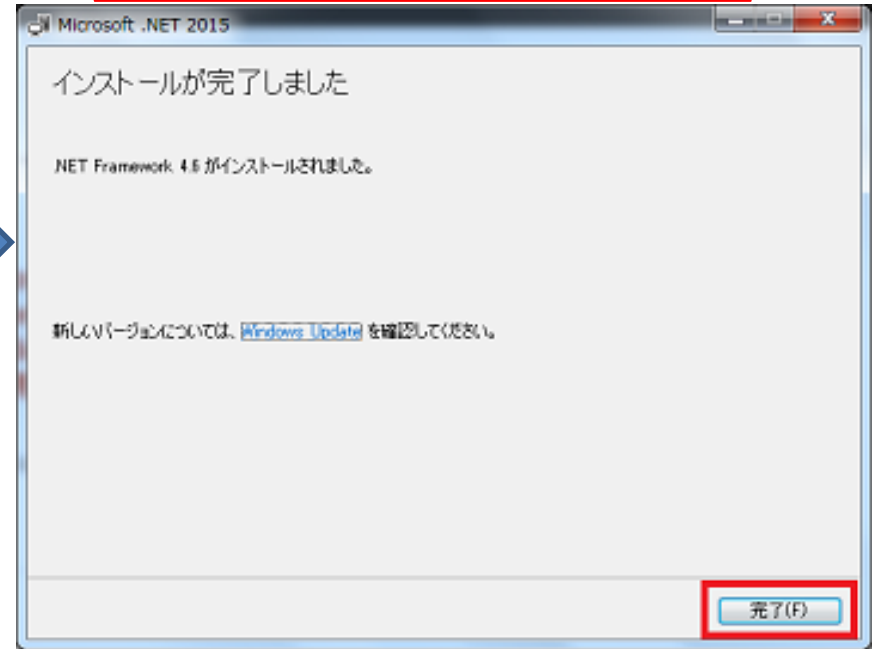 Microsoft .NET 2015
インストールが完了しました
.NET Framework 4.6 がインストールされました。
新しいバージョンについては、Windows Update を確認してください。
完了(F)